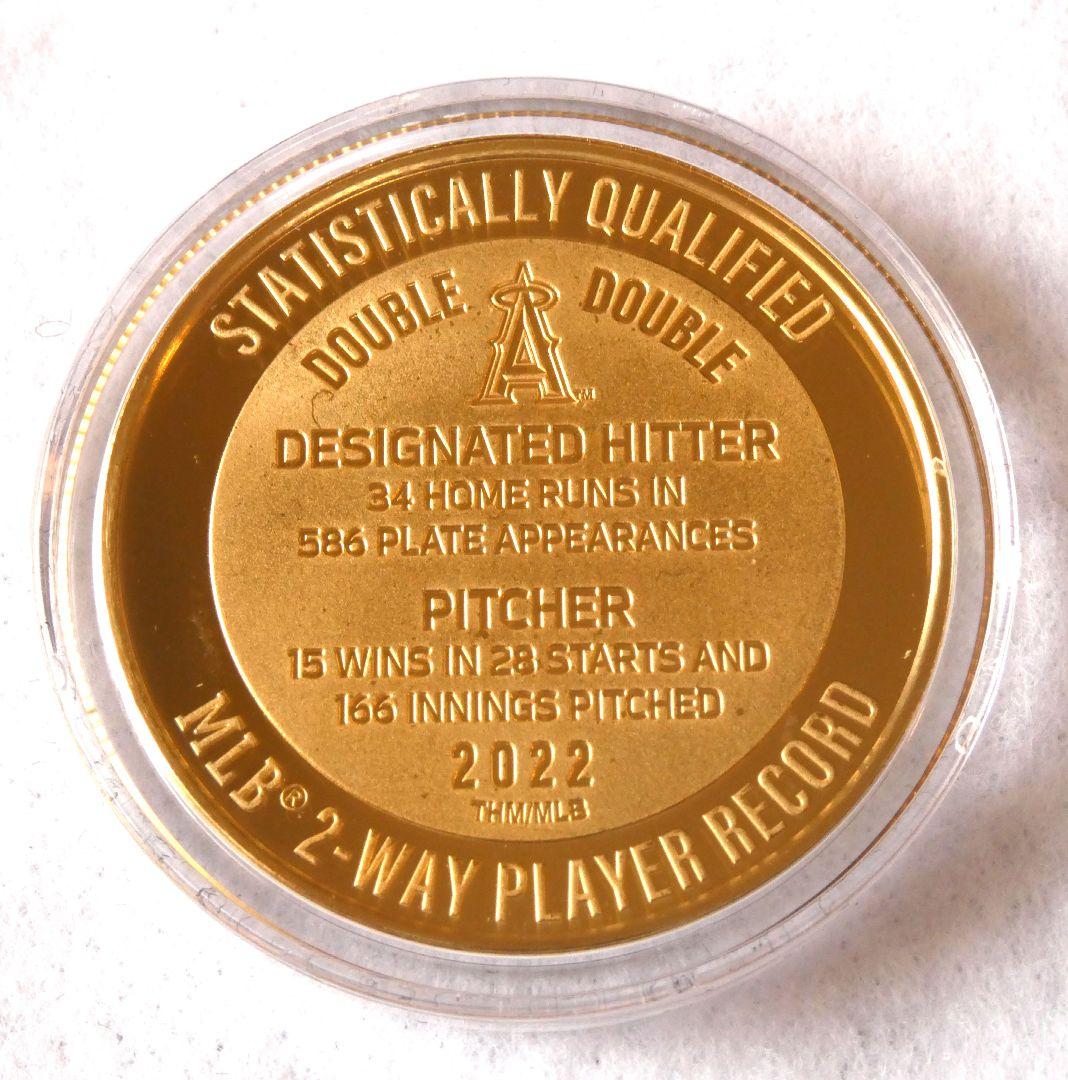 STATISTICALLY QUALIFIED
DOUBLE A DOUBLE
TM
DESIGNATED HITTER
34 HOME RUNS IN
586 PLATE APPEARANCES
PITCHER
15 WINS IN 28 STARTS AND
166 INNINGS PITCHED
2022
THM/MLB
MLB® 2-WAY PLAYER RECORD